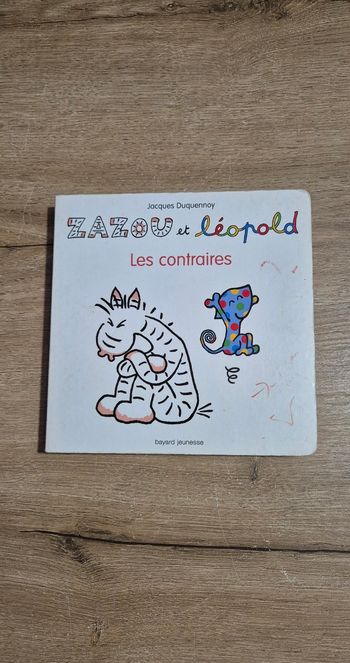 Jacques Duquennoy
ZAZOU et léopold
Les contraires
bayard jeunesse